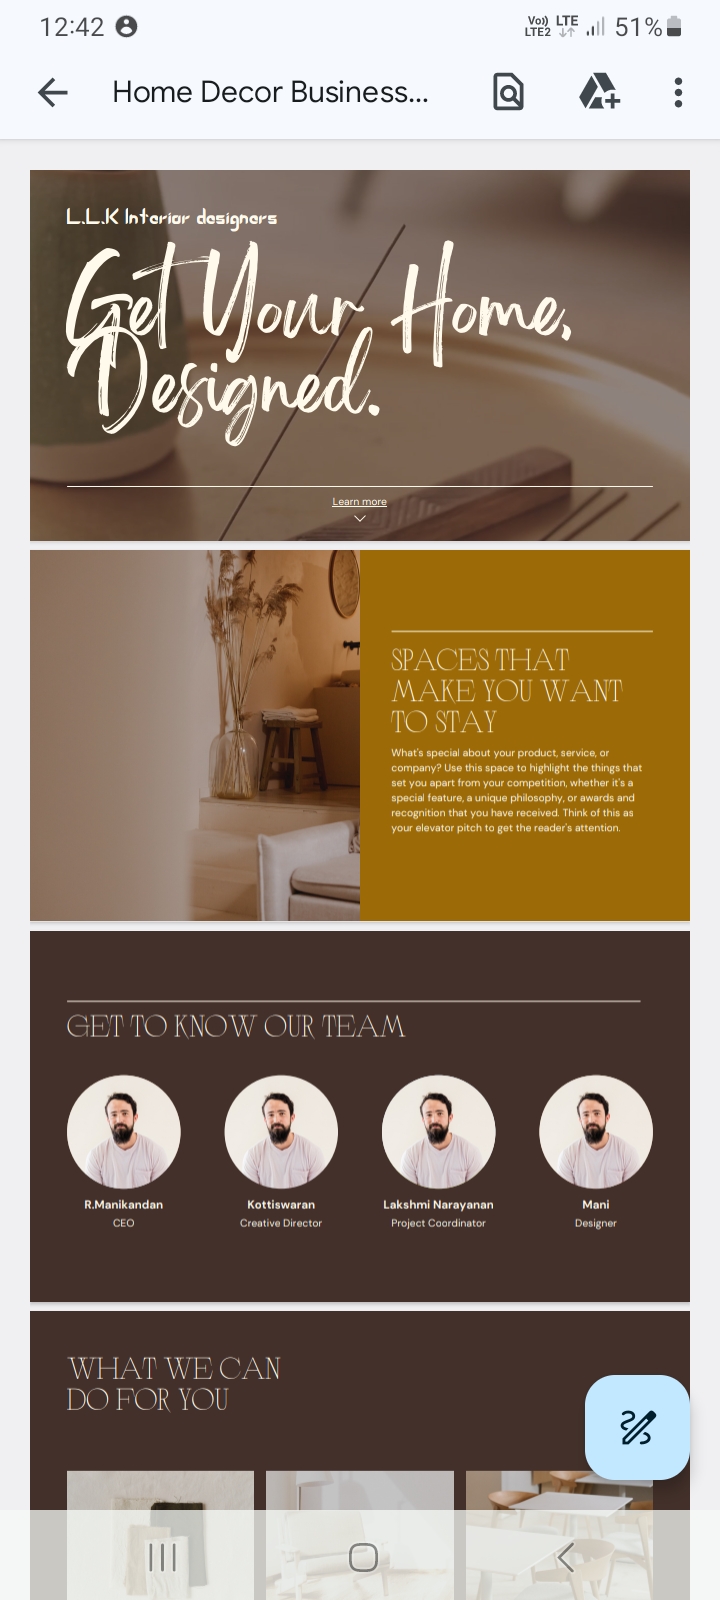 12:42
Vo)) LTE2 LTE 51%
Home Decor Business...
L.L.K Interior designers
Get Your Home,
Designed.
Learn more
SPACES THAT
MAKE YOU WANT
TO STAY
What's special about your product, service, or
company? Use this space to highlight the things that
set you apart from your competition, whether it's a
special feature, a unique philosophy, or awards and
recognition that you have received. Think of this as
your elevator pitch to get the reader's attention.
GET TO KNOW OUR TEAM
R.Manikandan
CEO
Kottiswaran
Creative Director
Lakshmi Narayanan
Project Coordinator
Mani
Designer
WHAT WE CAN
DO FOR YOU